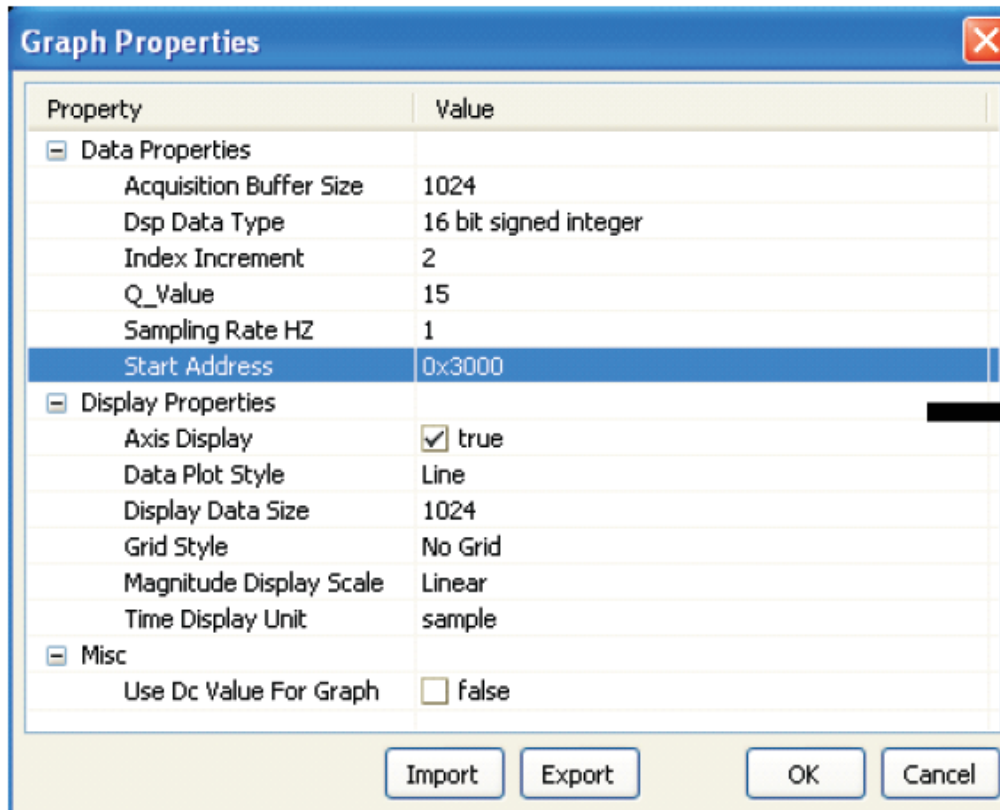 Graph Properties
Property Value
Data Properties
Acquisition Buffer Size 1024
Dsp Data Type 16 bit signed integer
Index Increment 2
Q_Value 15
Sampling Rate HZ 1
Start Address 0x3000
Display Properties
Axis Display true
Data Plot Style Line
Display Data Size 1024
Grid Style No Grid
Magnitude Display Scale Linear
Time Display Unit sample
Misc
Use Dc Value For Graph false
Import Export OK Cancel